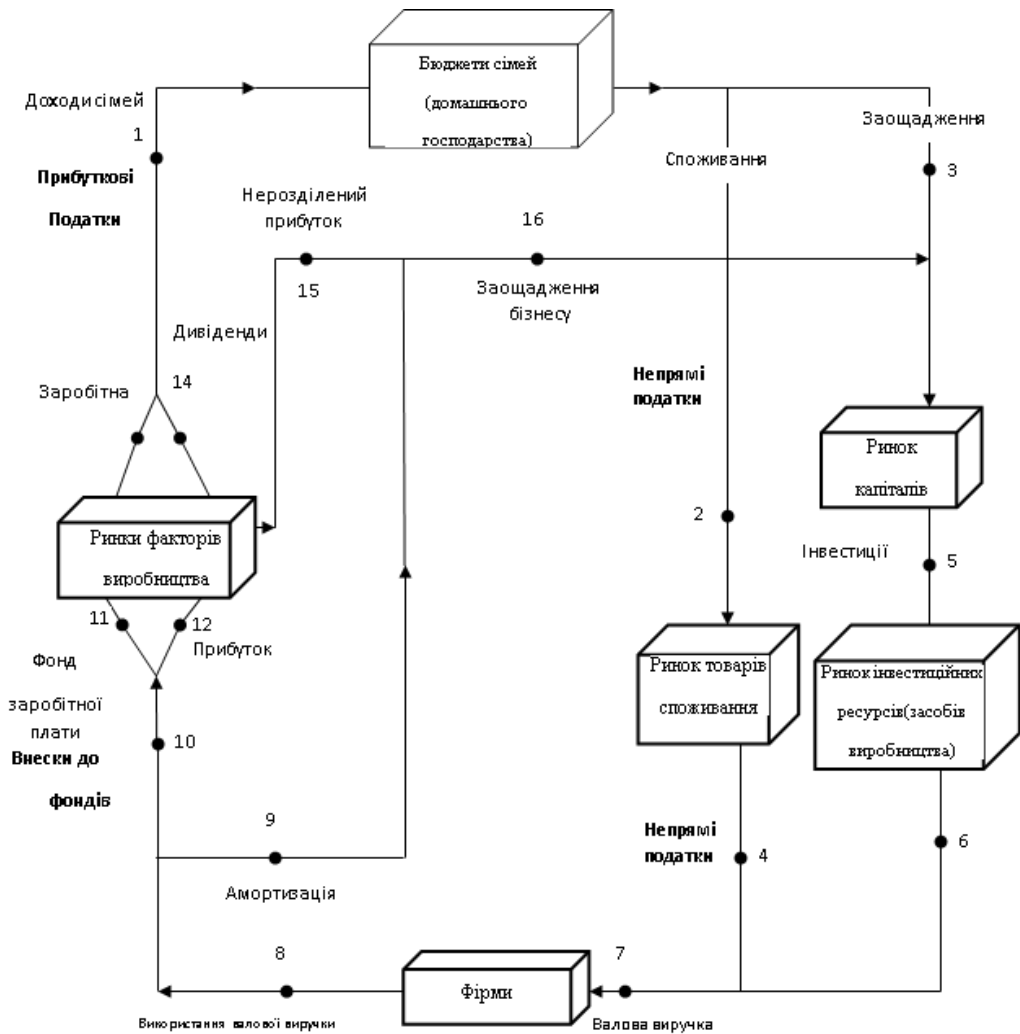 Бюджети сімей
(домашнього
господарства)
Доходи сімей
1
Прибуткові
Податки
Заощадження
3
Споживання
Нерозділений
прибуток
15
16
Заощадження
бізнесу
Дивіденди
14
Заробітна
Непрямі
податки
2
Ринок
капіталів
Інвестиції
5
Ринки факторів
виробництва
11
12
Прибуток
Фонд
заробітної
плати
10
Внески до
фондів
Ринок товарів
споживання
Ринок інвестиційних
ресурсів(засобів
виробництва)
9
Амортизація
Непрямі
податки
4
6
8
Фірми
7
Використання валової виручки
Валова виручка